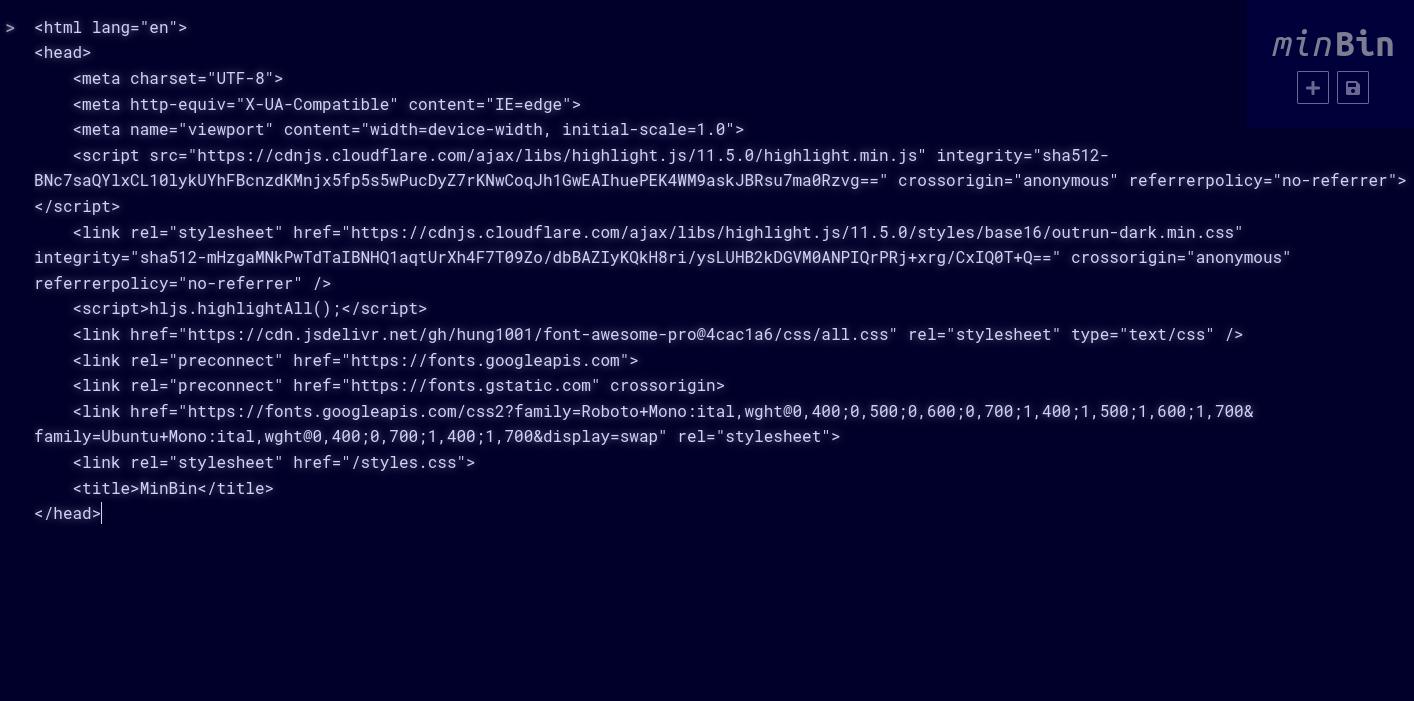 > <html lang="en">
<head>
    <meta charset="UTF-8">
    <meta http-equiv="X-UA-Compatible" content="IE=edge">
    <meta name="viewport" content="width=device-width, initial-scale=1.0">
    <script src="https://cdnjs.cloudflare.com/ajax/libs/highlight.js/11.5.0/highlight.min.js" integrity="sha512-
BNc7saQYlxCL10lykUYhFBcnzdKMnjx5fp5s5wPucDyZ7rKNwCoqJh1GwEAIhuePEK4WM9askJBRsu7ma0Rzvg==" crossorigin="anonymous" referrerpolicy="no-referrer">
</script>
    <link rel="stylesheet" href="https://cdnjs.cloudflare.com/ajax/libs/highlight.js/11.5.0/styles/base16/outrun-dark.min.css"
integrity="sha512-mHzgaMNkPwTdTaIBNHQ1aqtUrXh4F7T09Zo/dbBAZIyKQkH8ri/ysLUHB2kDGVM0ANPIQrPRj+xrg/CxIQ0T+Q==" crossorigin="anonymous"
referrerpolicy="no-referrer" />
    <script>hljs.highlightAll();</script>
    <link href="https://cdn.jsdelivr.net/gh/hung1001/font-awesome-pro@4cac1a6/css/all.css" rel="stylesheet" type="text/css" />
    <link rel="preconnect" href="https://fonts.googleapis.com">
    <link rel="preconnect" href="https://fonts.gstatic.com" crossorigin>
    <link href="https://fonts.googleapis.com/css2?family=Roboto+Mono:ital,wght@0,400;0,500;0,600;0,700;1,400;1,500;1,600;1,700&
family=Ubuntu+Mono:ital,wght@0,400;0,700;1,400;1,700&display=swap" rel="stylesheet">
    <link rel="stylesheet" href="/styles.css">
    <title>MinBin</title>
</head>
minBin